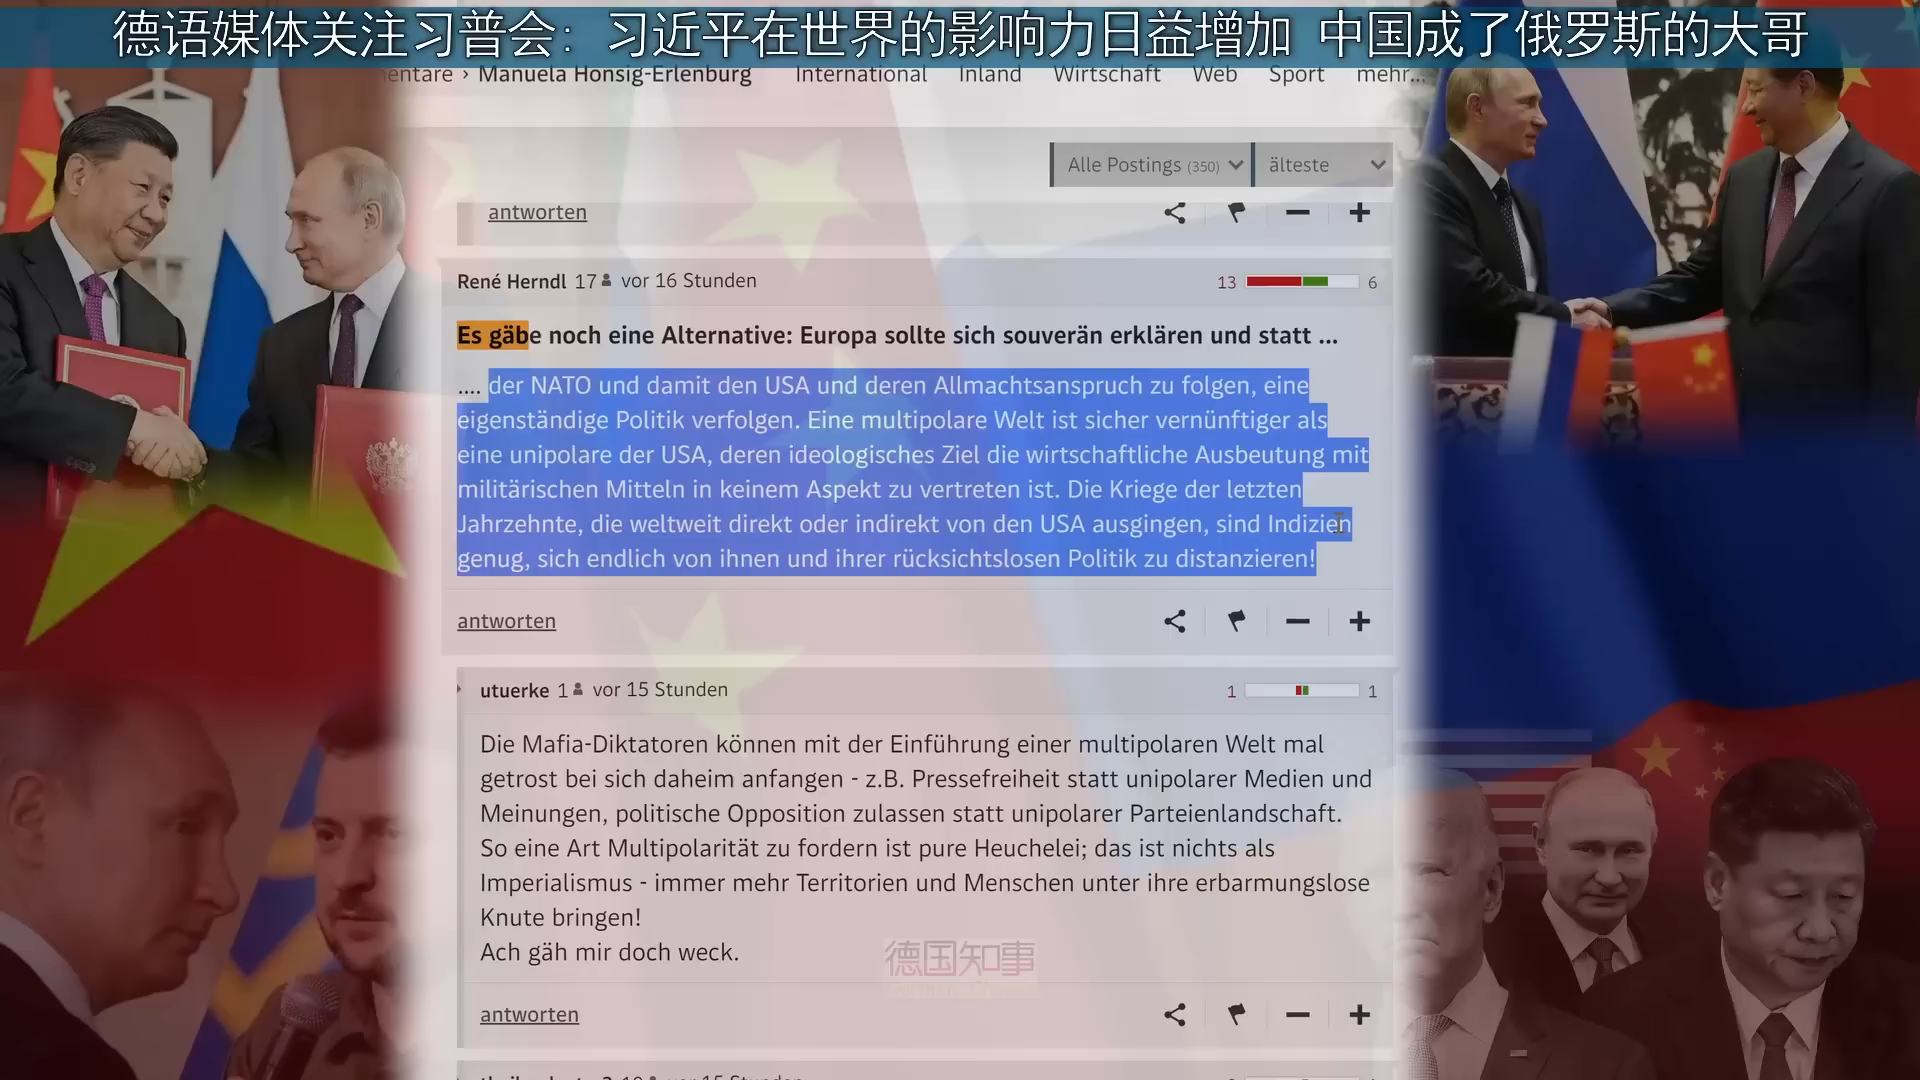 德语媒体关注习普会：习近平在世界的影响力日益增加 中国成了俄罗斯的大哥
entare › Manuela Honsig-Erlenburg International Inland Wirtschaft Web Sport mehr...
Alle Postings (350) älteste
antworten
René Herndl 17 vor 16 Stunden 13 6
Es gäbe noch eine Alternative: Europa sollte sich souverän erklären und statt ...
.... der NATO und damit den USA und deren Allmachtsanspruch zu folgen, eine
eigenständige Politik verfolgen. Eine multipolare Welt ist sicher vernünftiger als
eine unipolare der USA, deren ideologisches Ziel die wirtschaftliche Ausbeutung mit
militärischen Mitteln in keinem Aspekt zu vertreten ist. Die Kriege der letzten
Jahrzehnte, die weltweit direkt oder indirekt von den USA ausgingen, sind Indizien
genug, sich endlich von ihnen und ihrer rücksichtslosen Politik zu distanzieren!
antworten
utuerke 1 vor 15 Stunden 1 1
Die Mafia-Diktatoren können mit der Einführung einer multipolaren Welt mal
getrost bei sich daheim anfangen - z.B. Pressefreiheit statt unipolarer Medien und
Meinungen, politische Opposition zulassen statt unipolarer Parteienlandschaft.
So eine Art Multipolarität zu fordern ist pure Heuchelei; das ist nichts als
Imperialismus - immer mehr Territorien und Menschen unter ihre erbarmungslose
Knute bringen!
Ach gäh mir doch weck.
德国知事
antworten
vor 15 Stunden